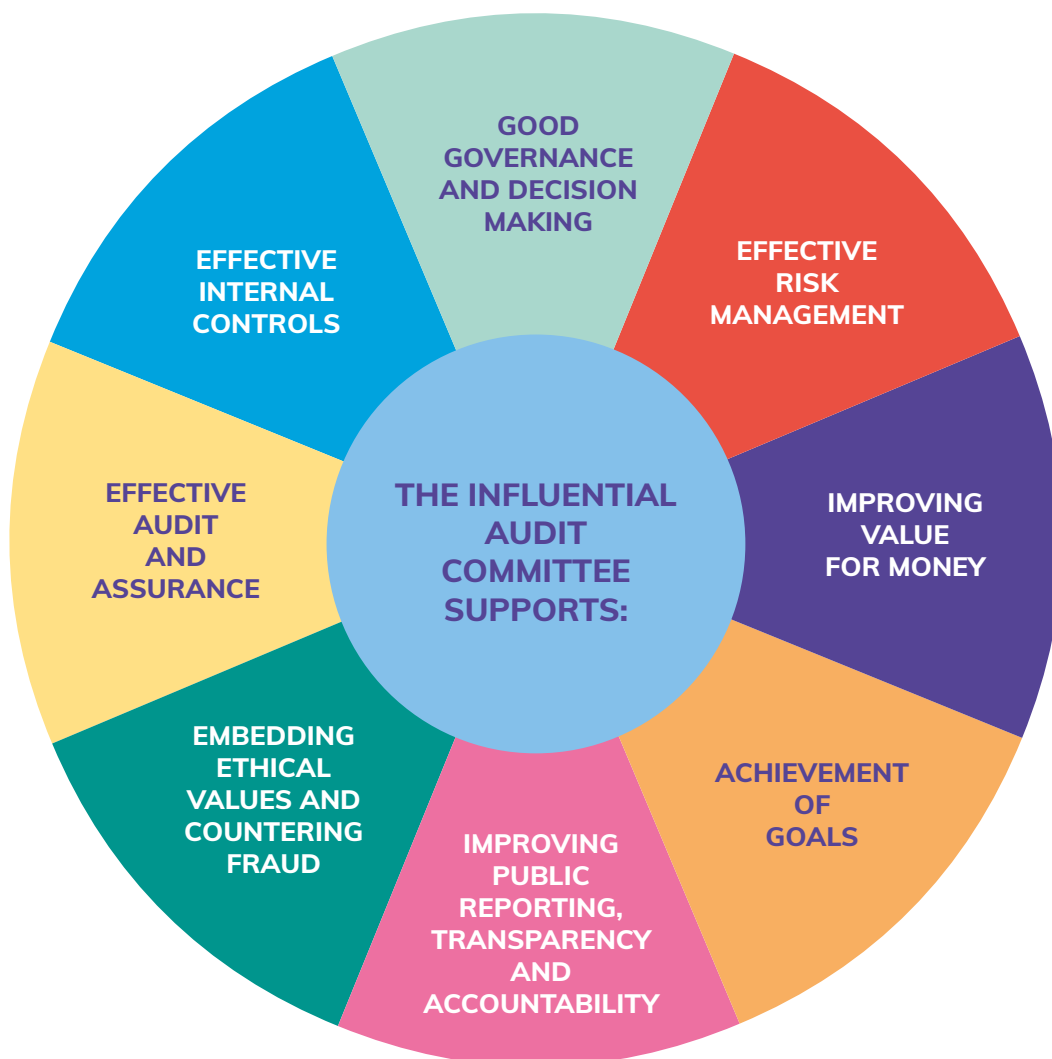 THE INFLUENTIAL
AUDIT
COMMITTEE
SUPPORTS:
GOOD
GOVERNANCE
AND DECISION
MAKING
EFFECTIVE
RISK
MANAGEMENT
IMPROVING
VALUE
FOR MONEY
ACHIEVEMENT
OF
GOALS
IMPROVING
PUBLIC
REPORTING,
TRANSPARENCY
AND
ACCOUNTABILITY
EMBEDDING
ETHICAL
VALUES AND
COUNTERING
FRAUD
EFFECTIVE
AUDIT
AND
ASSURANCE
EFFECTIVE
INTERNAL
CONTROLS